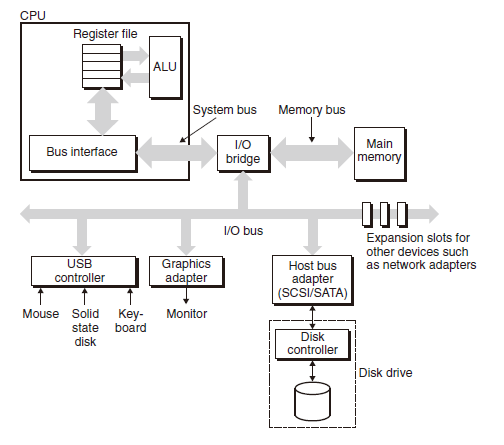 CPU
Register file
ALU
System bus
Memory bus
Bus interface
I/O
bridge
Main
memory
I/O bus
Expansion slots for
other devices such
as network adapters
USB
controller
Graphics
adapter
Host bus
adapter
(SCSI/SATA)
Mouse
Solid
state
disk
Key-
board
Monitor
Disk
controller
Disk drive